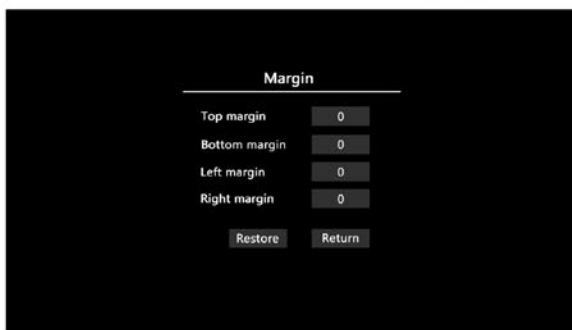 Margin
Top margin 0
Bottom margin 0
Left margin 0
Right margin 0
Restore Return